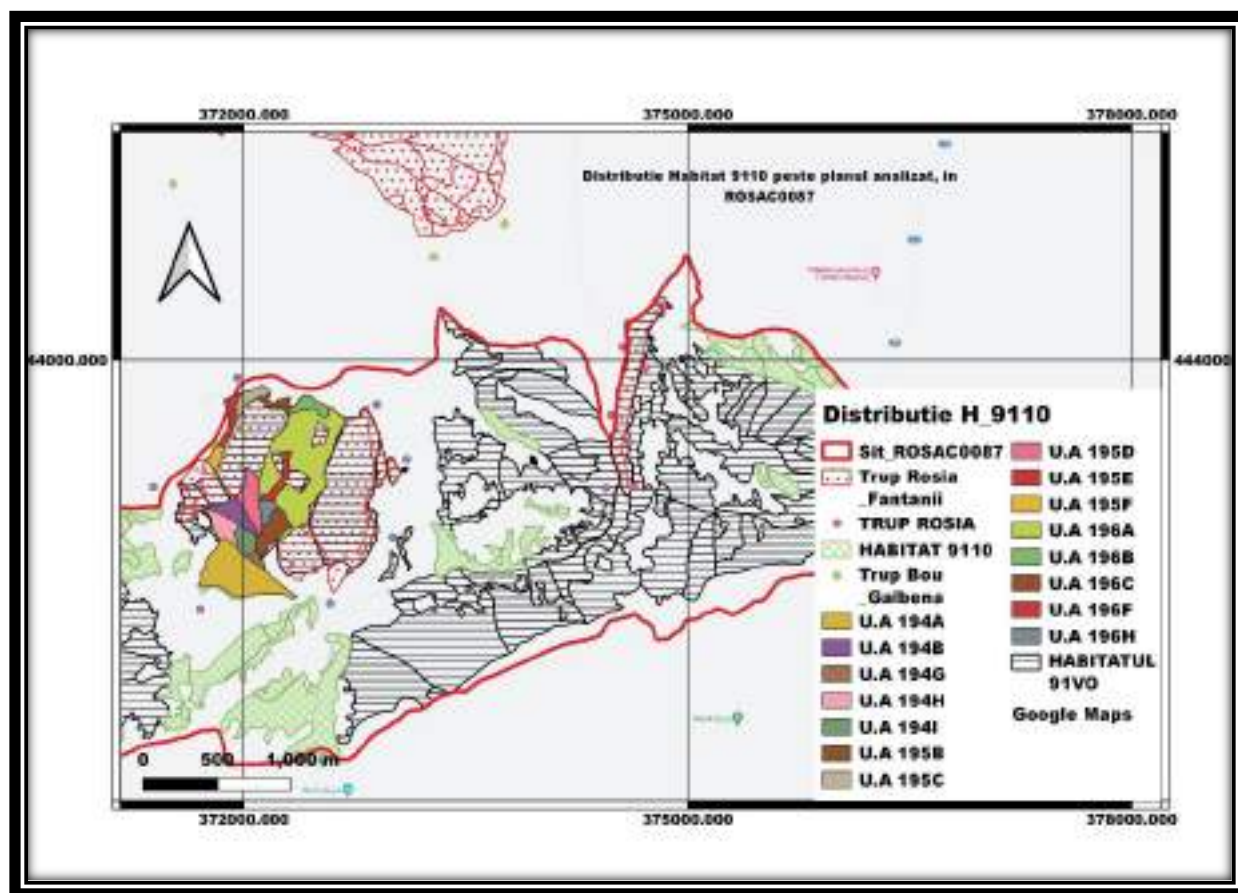 372000.000 375000.000 378000.000
Distributie Habitat 9110 peste planul analizat, in
ROSAC0087
44000.000 444000
Distributie H_9110
Sit_ROSAC0087
Trup Rosia
_Fantanii
TRUP ROSIA
HABITAT 9110
Trup Bou
_Galbena
U.A 194A
U.A 194B
U.A 194G
U.A 194H
U.A 194I
U.A 195B
U.A 195C
U.A 195D
U.A 195E
U.A 195F
U.A 196A
U.A 196B
U.A 196C
U.A 196F
U.A 196H
HABITATUL
91VO
Google Maps
0 500 1,000 m
372000.000 375000.000 378000.000